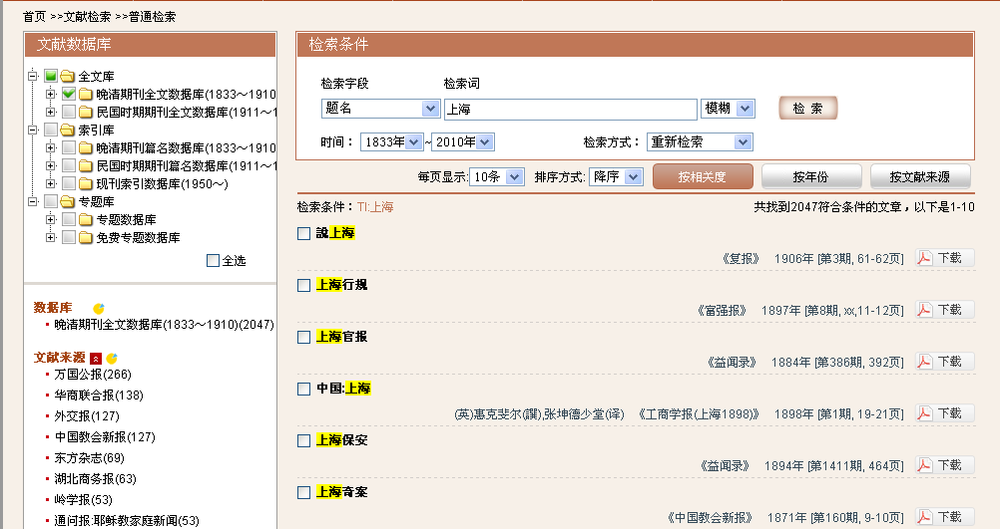 首页 >>文献检索 >>普通检索
文献数据库
全文库
晚清期刊全文数据库(1833～1910
民国时期期刊全文数据库(1911～1
索引库
晚清期刊篇名数据库(1833～1910
民国时期期刊篇名数据库(1911～1
现刊索引数据库(1950～)
专题库
专题数据库
免费专题数据库
全选
数据库
晚清期刊全文数据库(1833～1910)(2047)
文献来源
万国公报(266)
华商联合报(138)
外交报(127)
中国教会新报(127)
东方杂志(69)
湖北商务报(63)
岭学报(53)
通问报:耶稣教家庭新闻(53)
检索条件
检索字段 检索词
题名 上海 模糊 检 索
时间： 1833年 ~ 2010年 检索方式： 重新检索
每页显示: 10条 排序方式: 降序 按相关度 按年份 按文献来源
检索条件：TI:上海 共找到2047符合条件的文章，以下是1-10
說上海
《复报》 1906年 [第3期, 61-62页] 下载
上海行规
《富强报》 1897年 [第8期, xx,11-12页] 下载
上海官报
《益闻录》 1884年 [第386期, 392页] 下载
中国:上海
(英)惠克斐尔(譔),张坤德少堂(译) 《工商学报(上海1898)》 1898年 [第1期, 19-21页] 下载
上海保安
《益闻录》 1894年 [第1411期, 464页] 下载
上海奇案
《中国教会新报》 1871年 [第160期, 9-10页] 下载